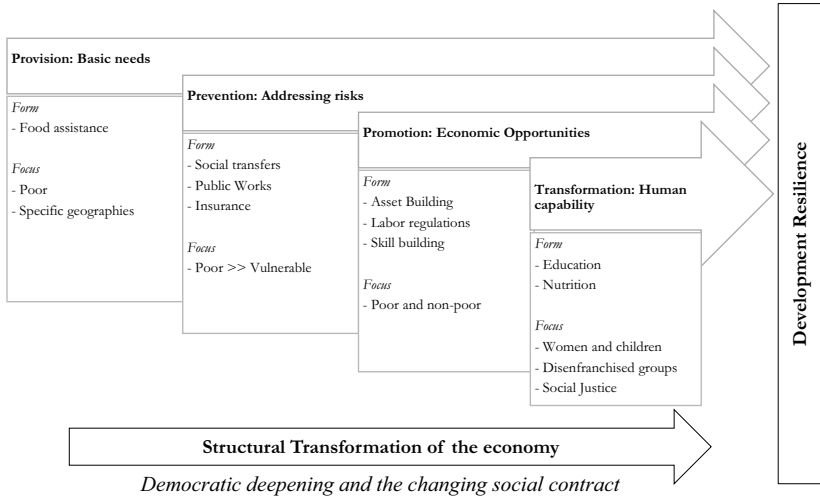 Provision: Basic needs
Form
- Food assistance
Focus
- Poor
- Specific geographies
Prevention: Addressing risks
Form
- Social transfers
- Public Works
- Insurance
Focus
- Poor >> Vulnerable
Promotion: Economic Opportunities
Form
- Asset Building
- Labor regulations
- Skill building
Focus
- Poor and non-poor
Transformation: Human
capability
Form
- Education
- Nutrition
Focus
- Women and children
- Disenfranchised groups
- Social Justice
Development Resilience
Structural Transformation of the economy
Democratic deepening and the changing social contract